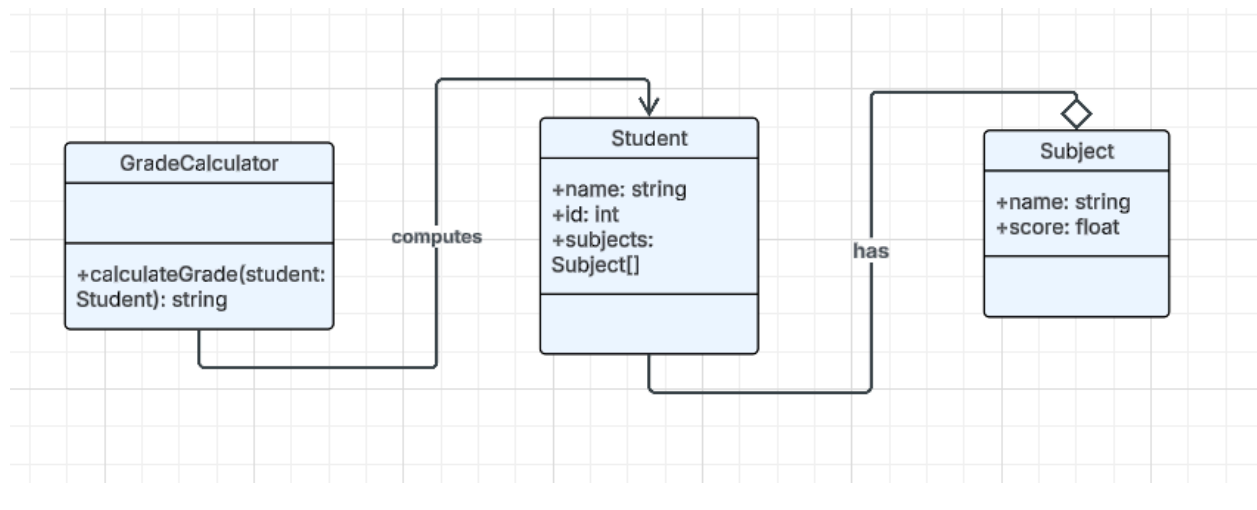 GradeCalculator
+calculateGrade(student:
Student): string
computes
Student
+name: string
+id: int
+subjects:
Subject[]
has
Subject
+name: string
+score: float